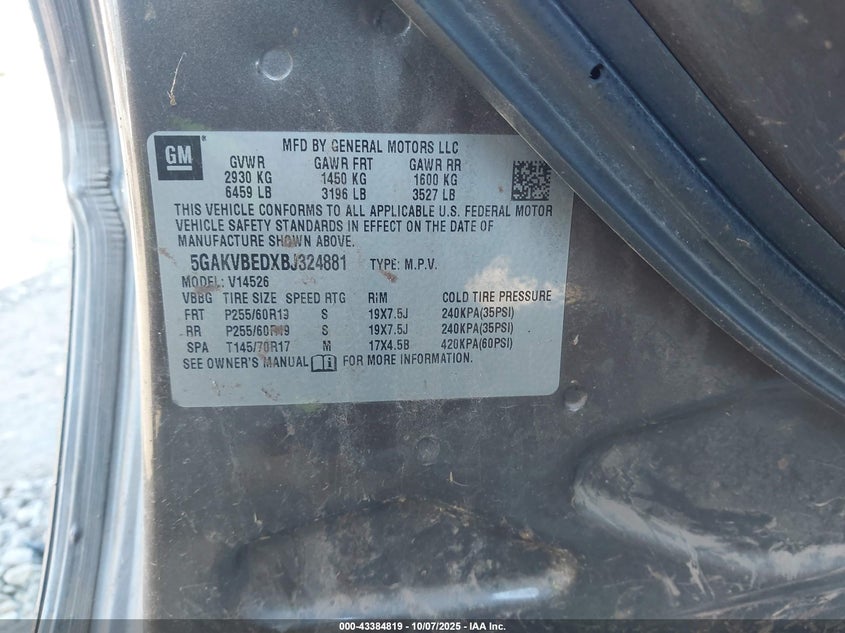 GM
MFD BY GENERAL MOTORS LLC
GVWR GAWR FRT GAWR RR
2930 KG 1450 KG 1600 KG
6459 LB 3196 LB 3527 LB
THIS VEHICLE CONFORMS TO ALL APPLICABLE U.S. FEDERAL MOTOR
VEHICLE SAFETY STANDARDS IN EFFECT ON THE DATE OF
MANUFACTURE SHOWN ABOVE.
5GAKVBEDXBJ324881 TYPE: M.P.V.
MODEL: V14526
VBBG TIRE SIZE SPEED RTG RIM COLD TIRE PRESSURE
FRT P255/60R19 S 19X7.5J 240KPA(35PSI)
RR P255/60R19 S 19X7.5J 240KPA(35PSI)
SPA T145/70R17 M 17X4.5B 420KPA(60PSI)
SEE OWNER'S MANUAL FOR MORE INFORMATION.
000-43384819 - 10/07/2025 - IAA Inc.